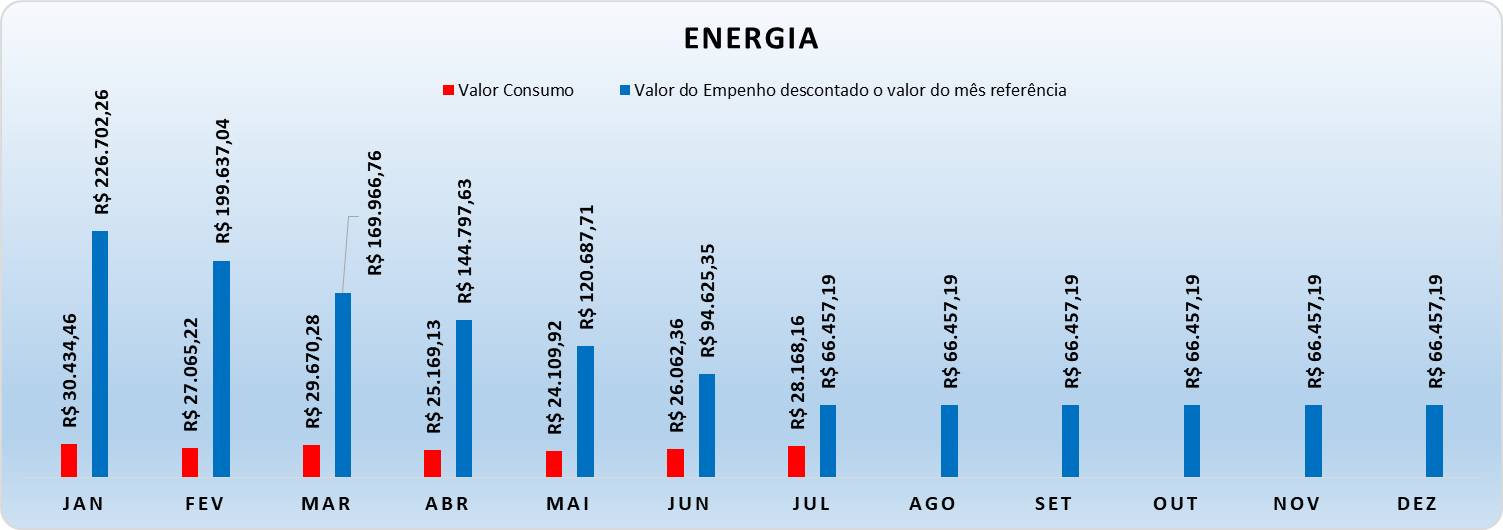 ENERGIA
Valor Consumo
Valor do Empenho descontado o valor do mês referência
R$ 30.434,46
R$ 226.702,26
R$ 27.065,22
R$ 199.637,04
R$ 29.670,28
R$ 169.966,76
R$ 25.169,13
R$ 144.797,63
R$ 24.109,92
R$ 120.687,71
R$ 26.062,36
R$ 94.625,35
R$ 28.168,16
R$ 66.457,19
R$ 66.457,19
R$ 66.457,19
R$ 66.457,19
R$ 66.457,19
R$ 66.457,19
JAN FEV MAR ABR MAI JUN JUL AGO SET OUT NOV DEZ